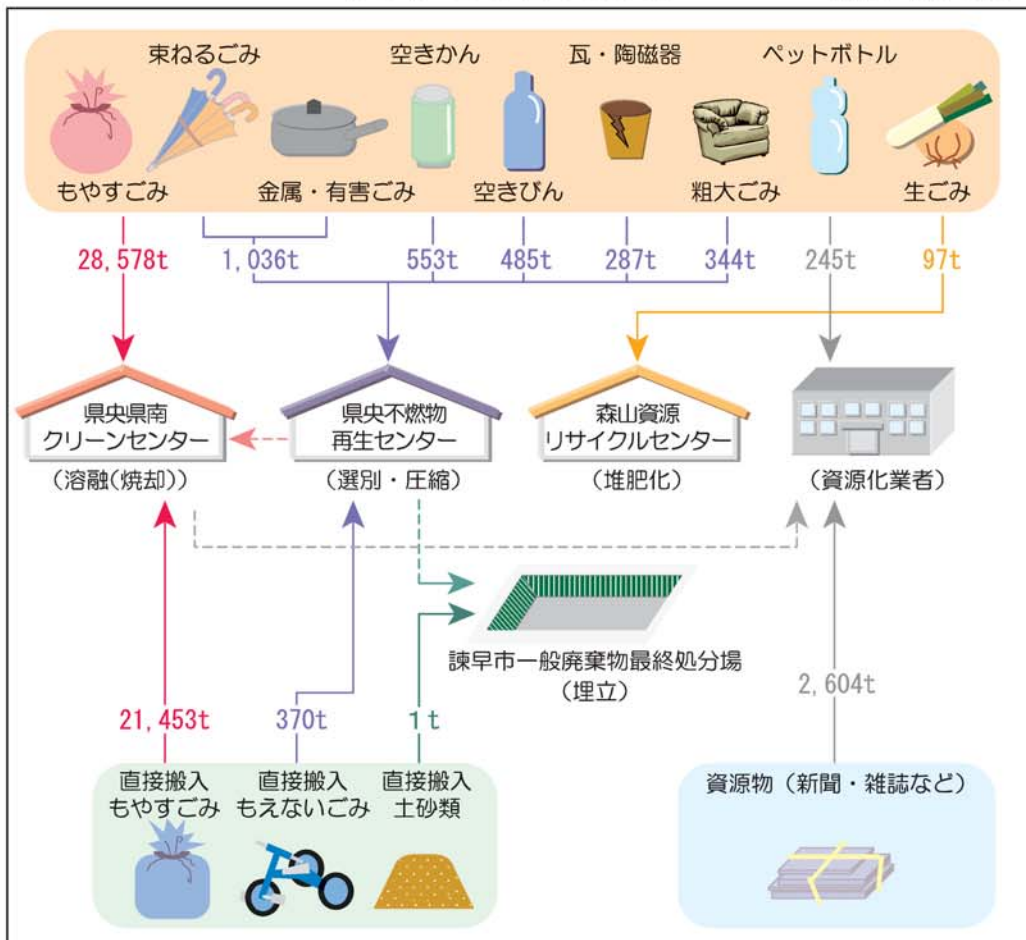 束ねるごみ
空きかん
瓦・陶磁器
ペットボトル
もやすごみ
金属・有害ごみ
空きびん
粗大ごみ
生ごみ
28,578t
1,036t
553t
485t
287t
344t
245t
97t
県央県南
クリーンセンター
(溶融(焼却))
県央不燃物
再生センター
(選別・圧縮)
森山資源
リサイクルセンター
(堆肥化)
(資源化業者)
諫早市一般廃棄物最終処分場
(埋立)
21,453t
370t
1t
2,604t
直接搬入
もやすごみ
直接搬入
もえないごみ
直接搬入
土砂類
資源物(新聞・雑誌など)